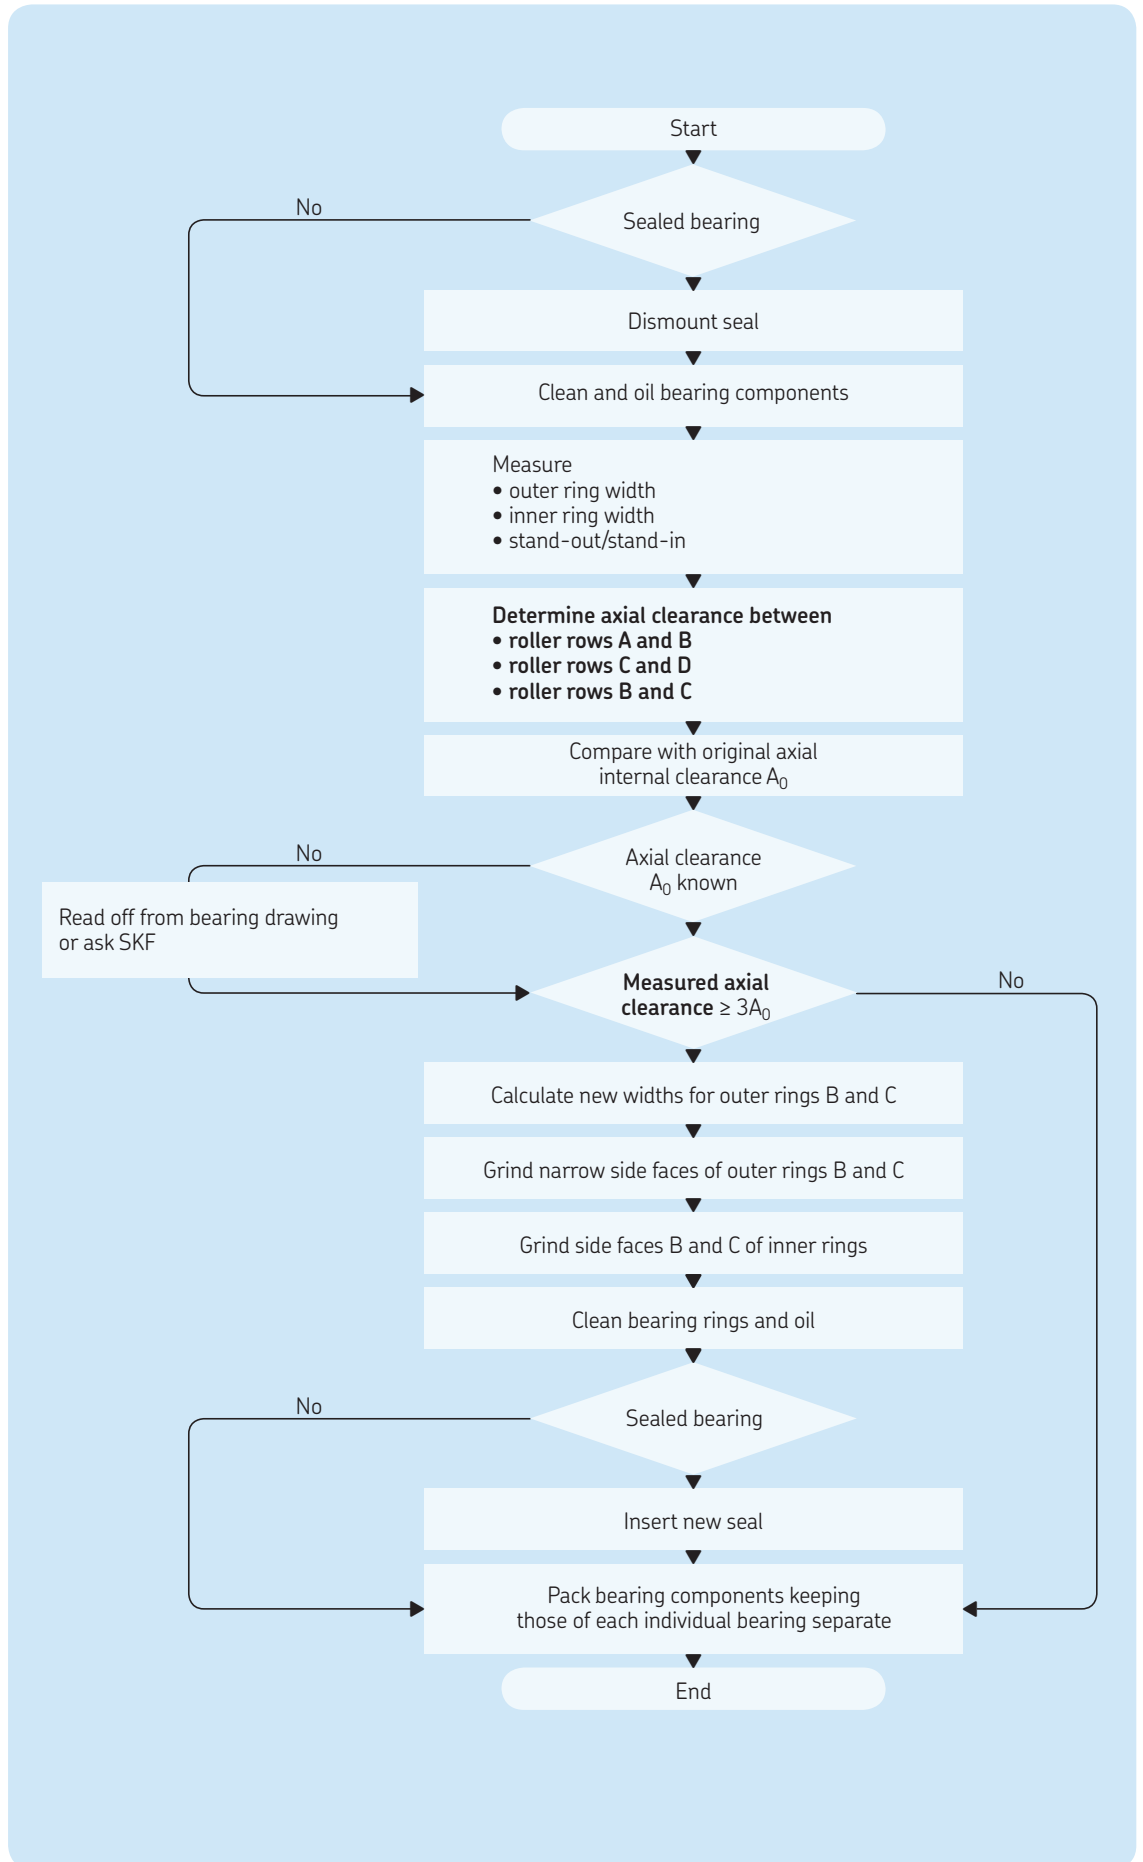 Start
No
Sealed bearing
Dismount seal
Clean and oil bearing components
Measure
• outer ring width
• inner ring width
• stand-out/stand-in
Determine axial clearance between
• roller rows A and B
• roller rows C and D
• roller rows B and C
Compare with original axial
internal clearance A₀
No
Axial clearance
A₀ known
Read off from bearing drawing
or ask SKF
Measured axial
clearance ≥ 3A₀
No
Calculate new widths for outer rings B and C
Grind narrow side faces of outer rings B and C
Grind side faces B and C of inner rings
Clean bearing rings and oil
No
Sealed bearing
Insert new seal
Pack bearing components keeping
those of each individual bearing separate
End